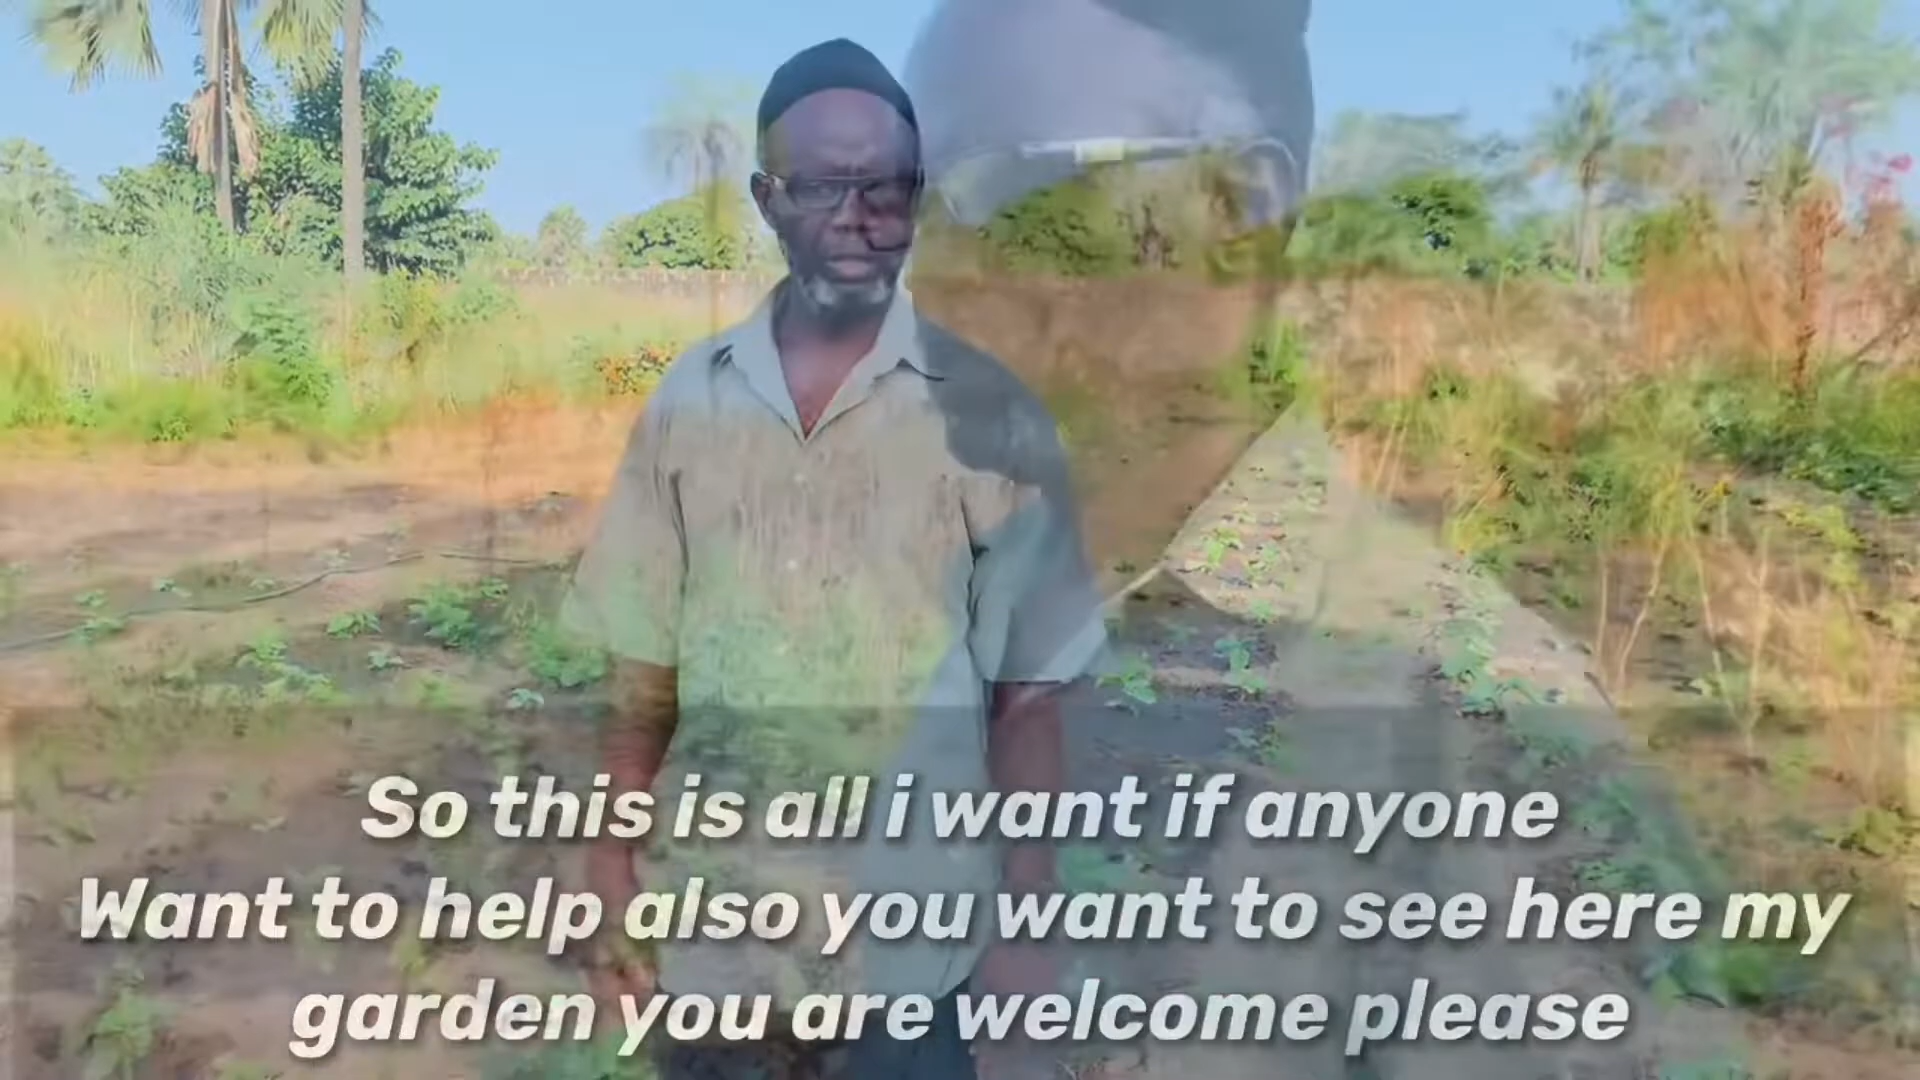 So this is all i want if anyone
Want to help also you want to see here my
garden you are welcome please